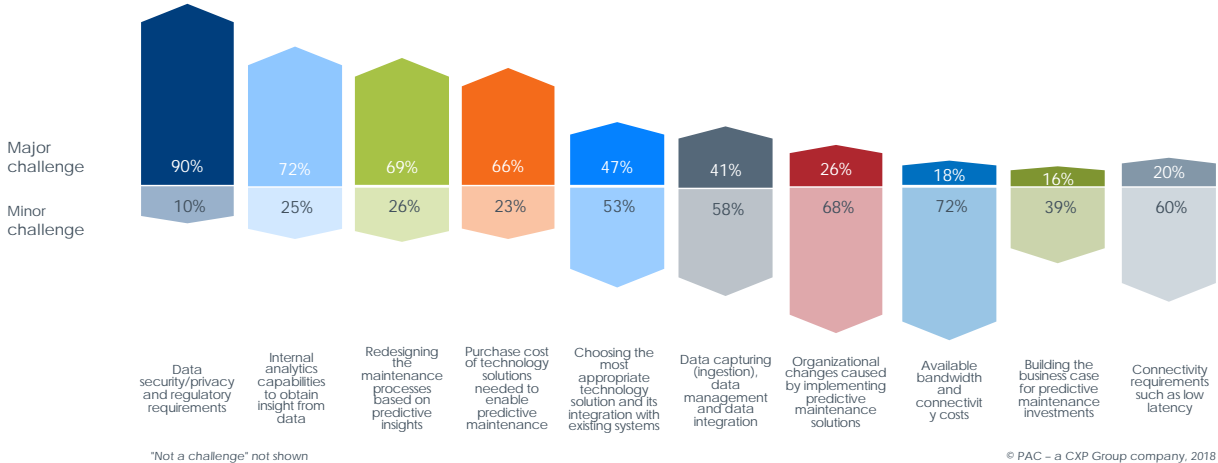 Major
challenge
90%
72%
69%
66%
47%
41%
26%
18%
16%
20%
Minor
challenge
10%
25%
26%
23%
53%
58%
68%
72%
39%
60%
Data
security/privacy
and regulatory
requirements
Internal
analytics
capabilities
to obtain
insight from
data
Redesigning
the
maintenance
processes
based on
predictive
insights
Purchase cost
of technology
solutions
needed to
enable
predictive
maintenance
Choosing the
most
appropriate
technology
solution and its
integration with
existing systems
Data capturing
(ingestion),
data
management
and data
integration
Organizational
changes caused
by implementing
predictive
maintenance
solutions
Available
bandwidth
and
connectivit
y costs
Building the
business case
for predictive
maintenance
investments
Connectivity
requirements
such as low
latency
"Not a challenge" not shown
© PAC – a CXP Group company, 2018